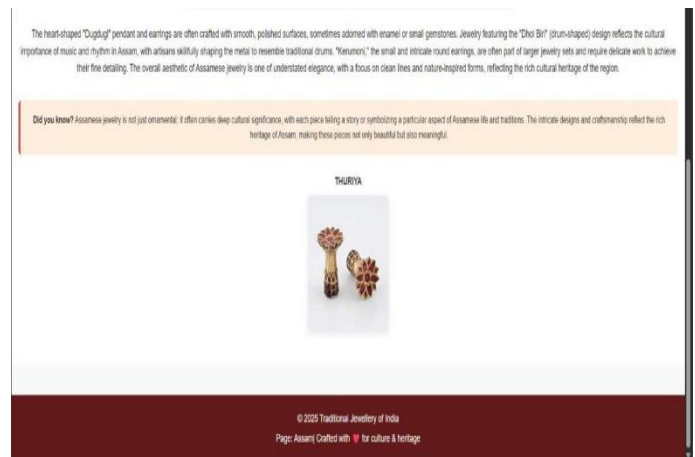 The heart-shaped "Dugdugi" pendant and earrings are often crafted with smooth, polished surfaces, sometimes adorned with enamel or small gemstones. Jewelry featuring the "Dhol Biri" (drum-shaped) design reflects the cultural
importance of music and rhythm in Assam, with artisans skillfully shaping the metal to resemble traditional drums. "Kerumoni," the small and intricate round earrings, are often part of larger jewelry sets and require delicate work to achieve
their fine detailing. The overall aesthetic of Assamese jewelry is one of understated elegance, with a focus on clean lines and nature-inspired forms, reflecting the rich cultural heritage of the region.
Did you know? Assamese jewelry is not just ornamental; it often carries deep cultural significance, with each piece telling a story or symbolizing a particular aspect of Assamese life and traditions. The intricate designs and craftsmanship reflect the rich
heritage of Assam, making these pieces not only beautiful but also meaningful.
THURIYA
© 2025 Traditional Jewellery of India
Page: Assam| Crafted with ❤ for culture & heritage